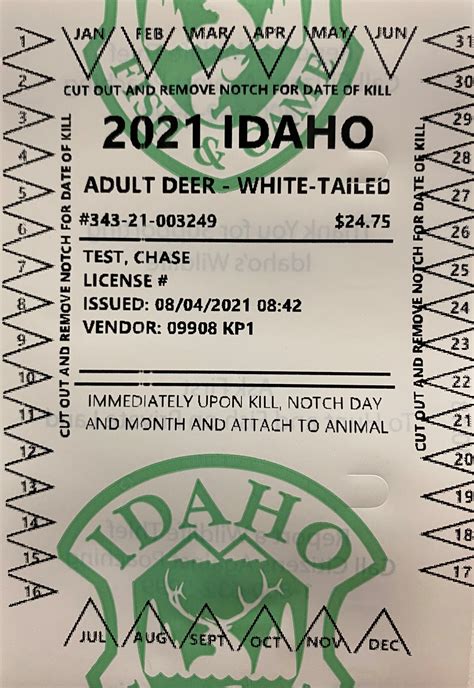 JAN FEB MAR APR MAY JUN
CUT OUT AND REMOVE NOTCH FOR DATE OF KILL
FISH & GAME
2021 IDAHO
ADULT DEER - WHITE-TAILED
#343-21-003249 $24.75
TEST, CHASE
LICENSE #
ISSUED: 08/04/2021 08:42
VENDOR: 09908 KP1
IMMEDIATELY UPON KILL, NOTCH DAY
AND MONTH AND ATTACH TO ANIMAL
IDAHO
JUL AUG SEPT OCT NOV DEC
1
2
3
4
5
6
7
8
9
10
11
12
13
14
15
16
CUT OUT AND REMOVE NOTCH FOR DATE OF KILL
CUT OUT AND REMOVE NOTCH FOR DATE OF KILL
31
30
29
28
27
26
25
24
23
22
21
20
19
18
17